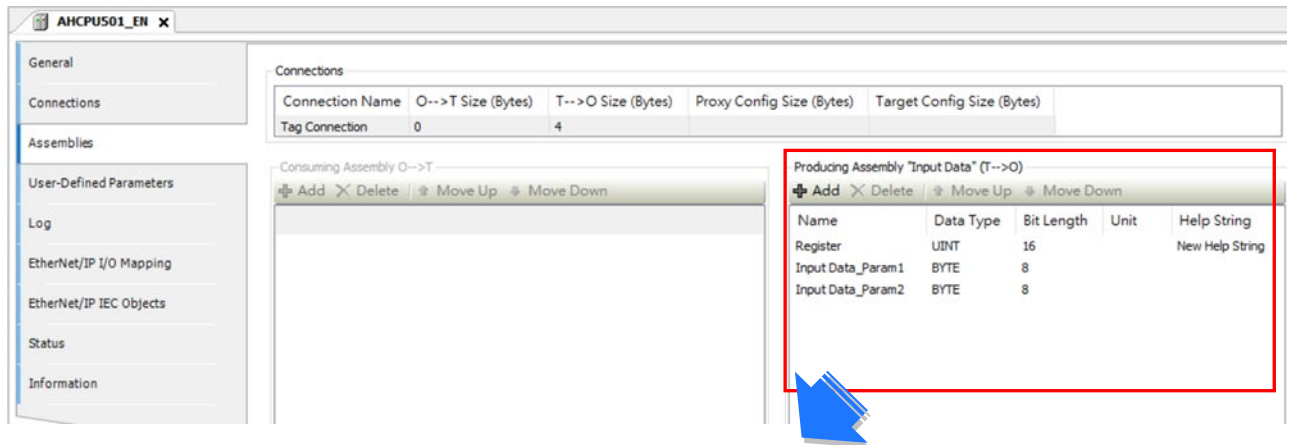 AHCPU501_EN X
General
Connections
Assemblies
User-Defined Parameters
Log
EtherNet/IP I/O Mapping
EtherNet/IP IEC Objects
Status
Information
Connections
Connection Name O-->T Size (Bytes) T-->O Size (Bytes) Proxy Config Size (Bytes) Target Config Size (Bytes)
Tag Connection 0 4
Consuming Assembly O-->T
Add Delete Move Up Move Down
Producing Assembly "Input Data" (T-->O)
Add Delete Move Up Move Down
Name Data Type Bit Length Unit Help String
Register UINT 16 New Help String
Input Data_Param1 BYTE 8
Input Data_Param2 BYTE 8